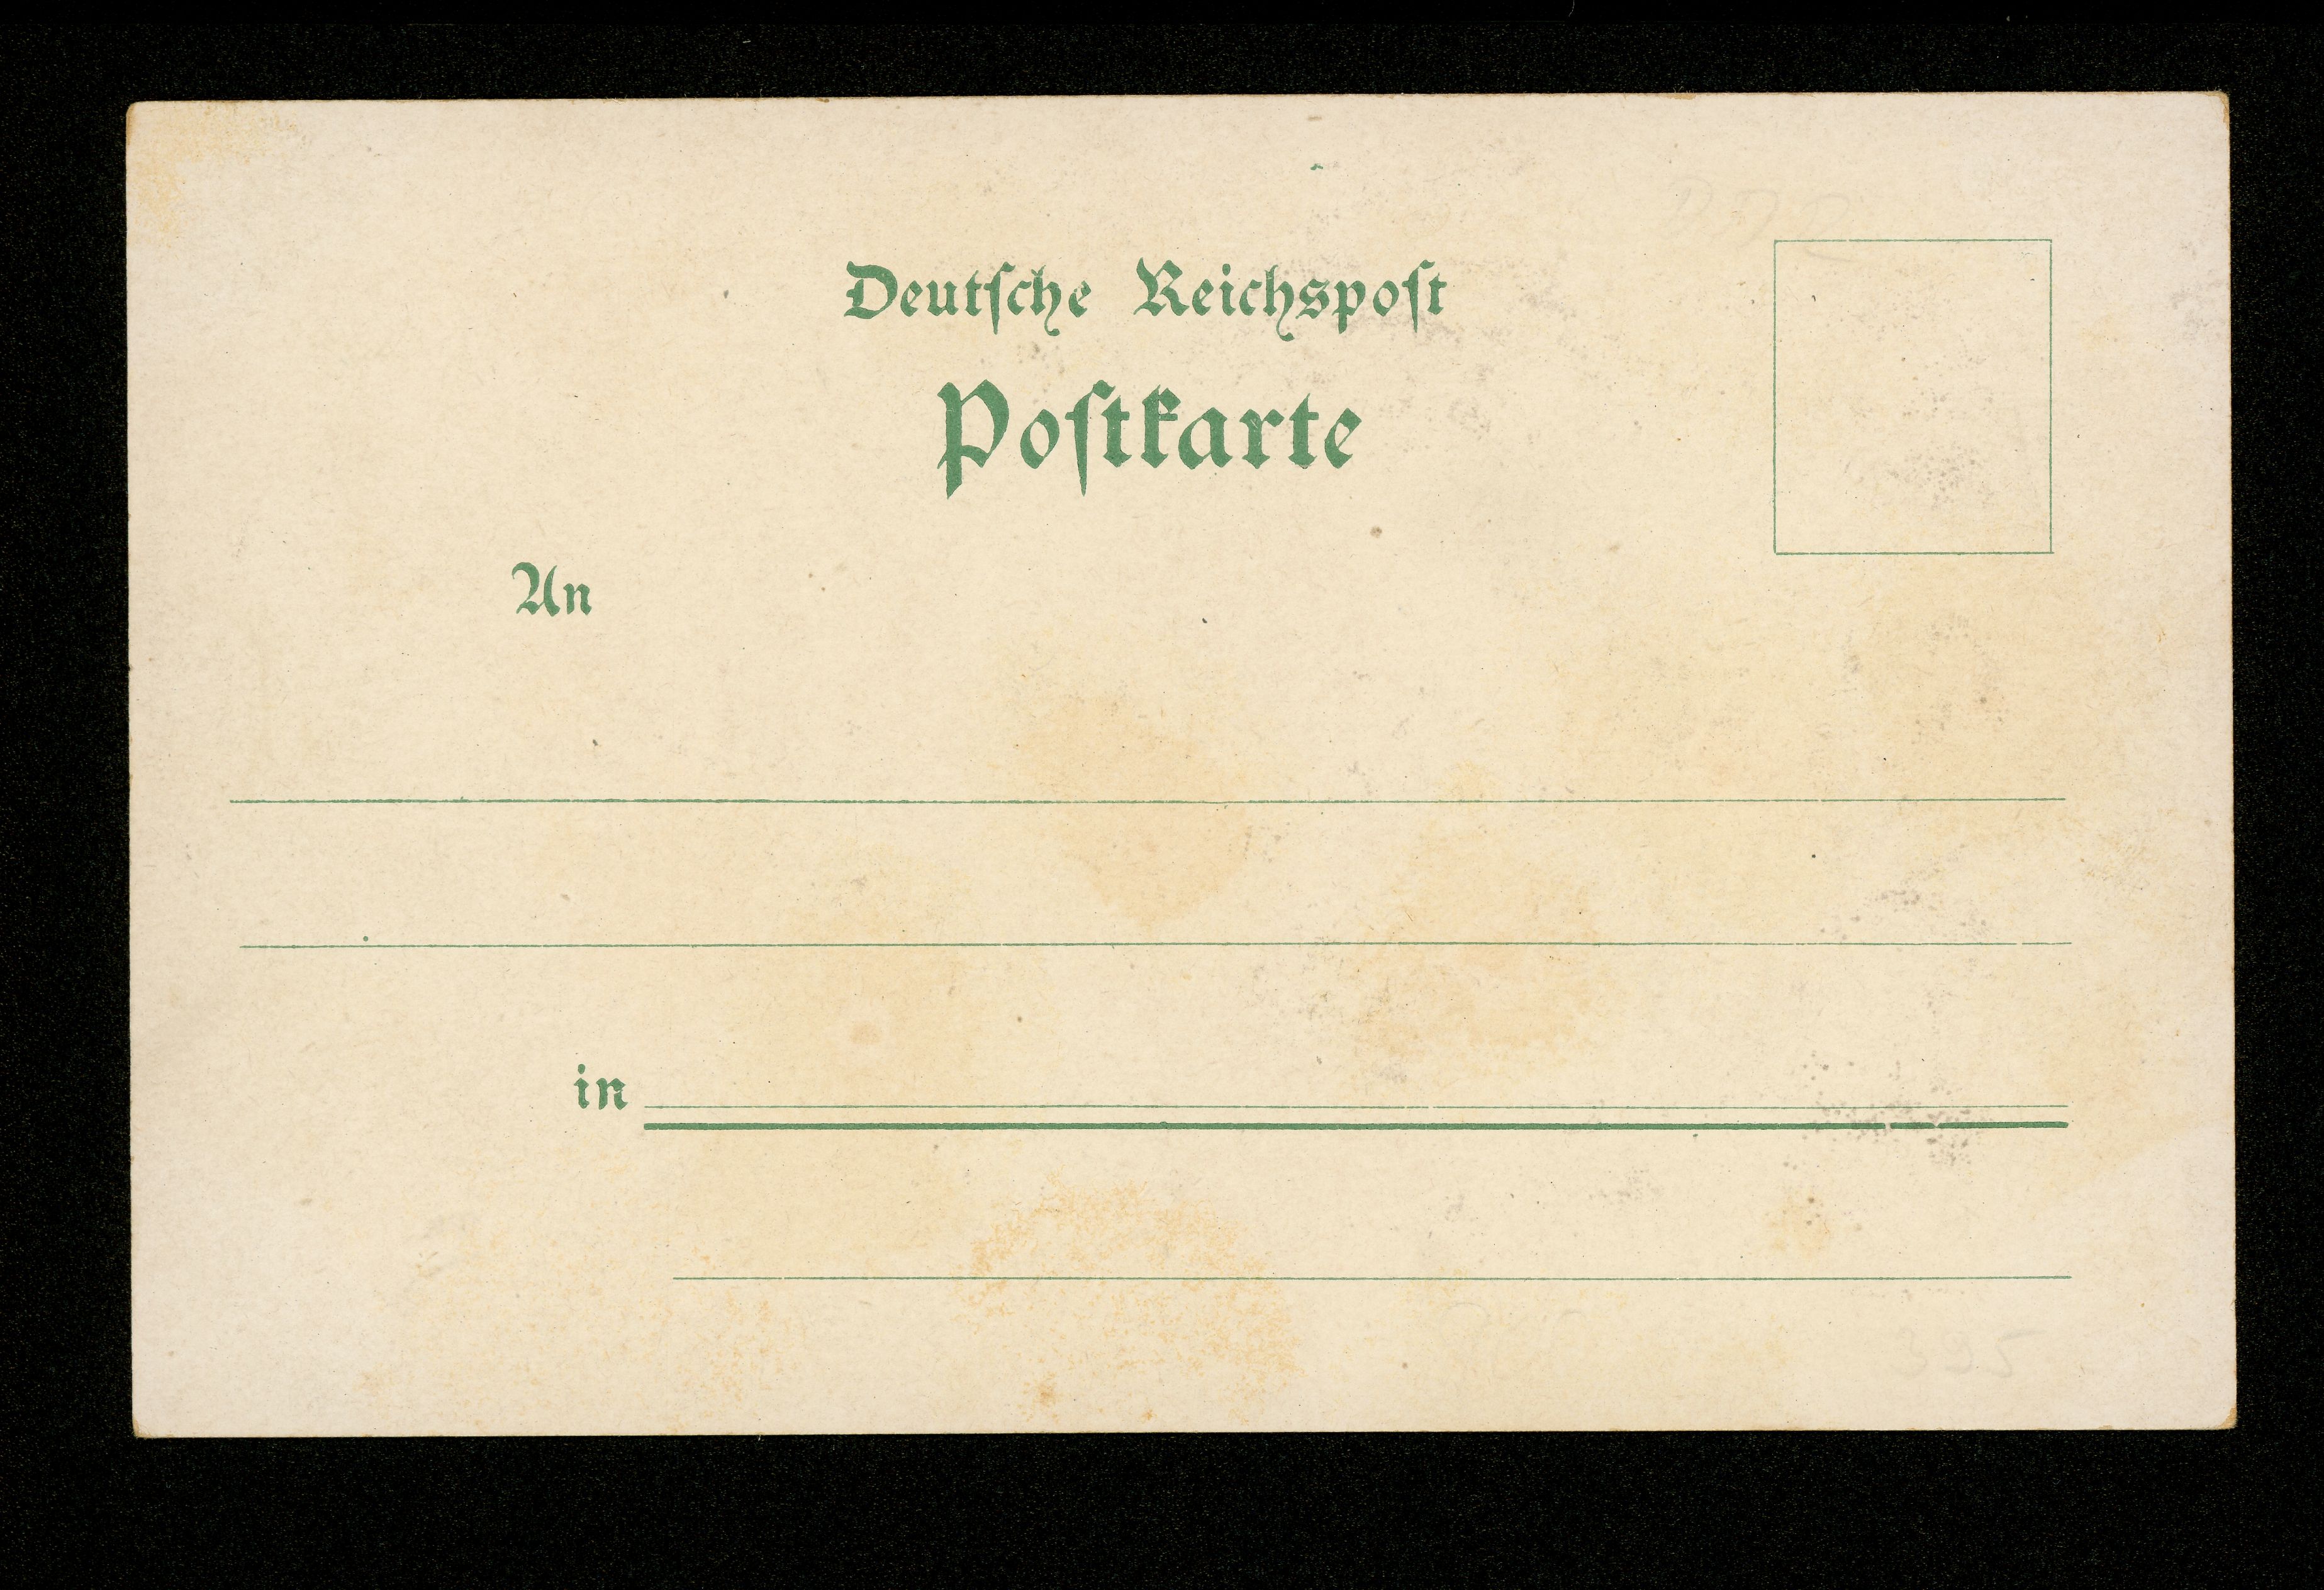 Deutſche Reichspoſt
Poſtkarte
An
in